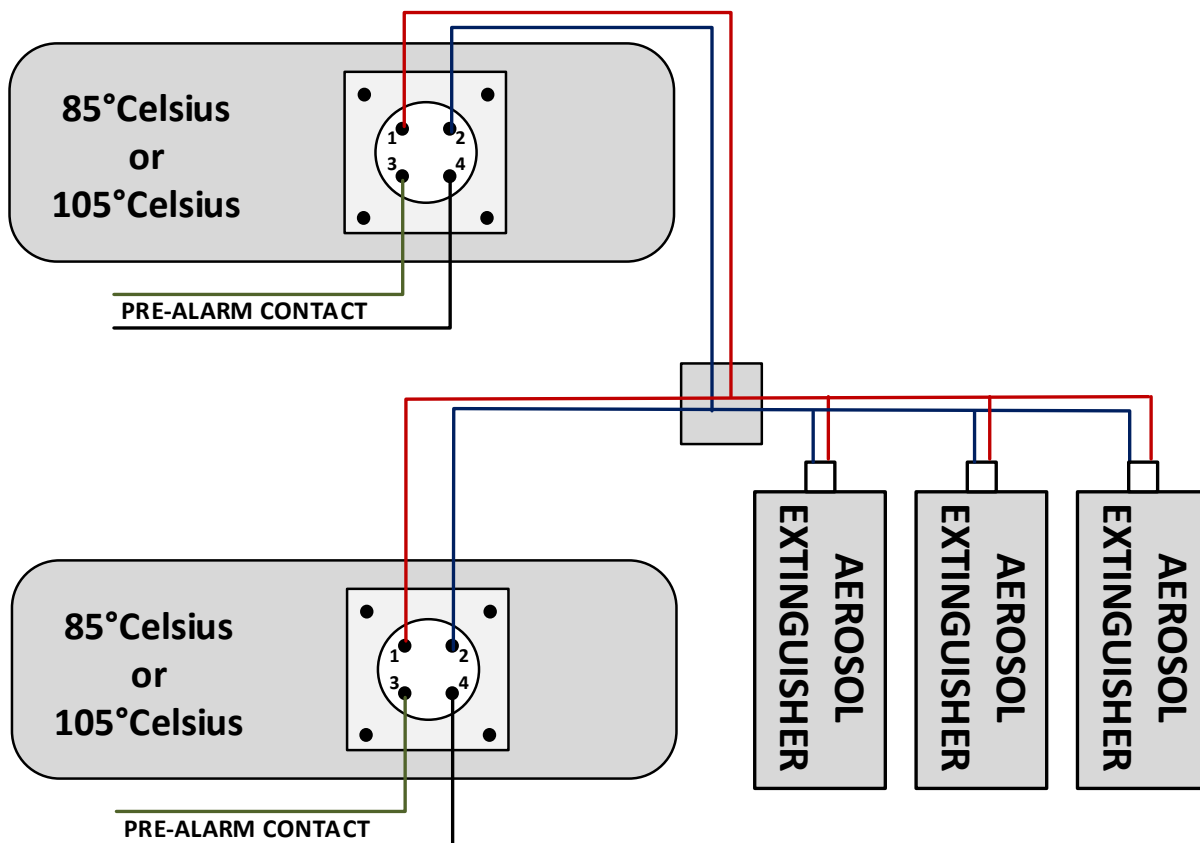 85°Celsius
or
105°Celsius
1
2
3
4
PRE-ALARM CONTACT
AEROSOL
EXTINGUISHER
AEROSOL
EXTINGUISHER
AEROSOL
EXTINGUISHER
85°Celsius
or
105°Celsius
1
2
3
4
PRE-ALARM CONTACT